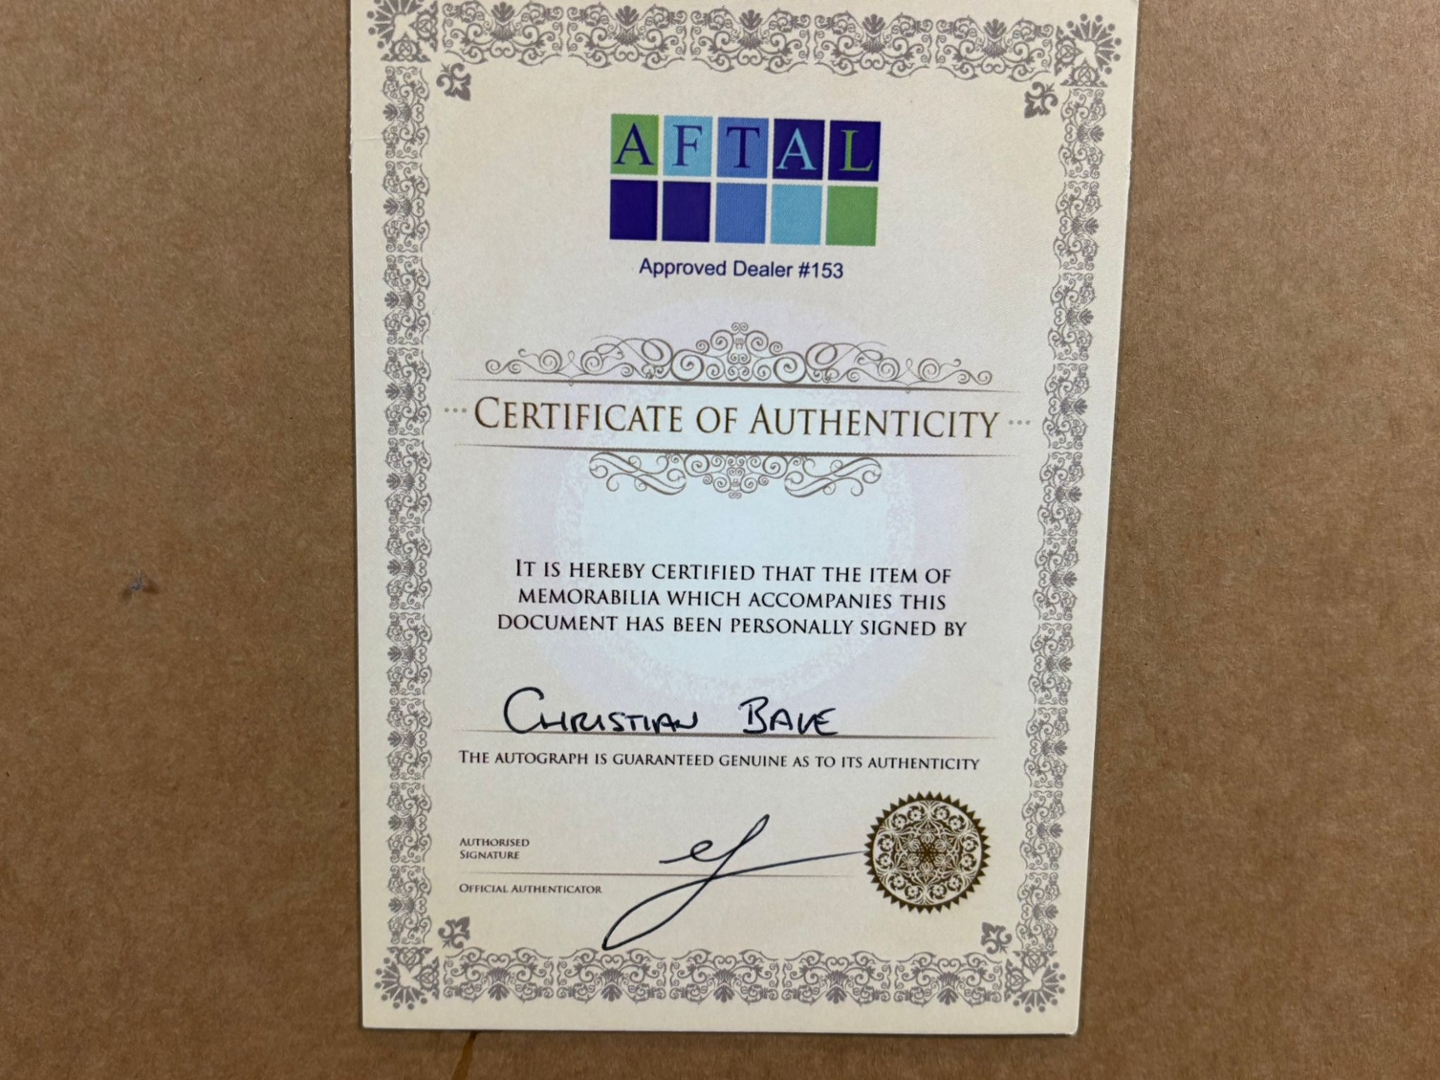 AFTAL
Approved Dealer #153
CERTIFICATE OF AUTHENTICITY
IT IS HEREBY CERTIFIED THAT THE ITEM OF
MEMORABILIA WHICH ACCOMPANIES THIS
DOCUMENT HAS BEEN PERSONALLY SIGNED BY
CHRISTIAN BALE
THE AUTOGRAPH IS GUARANTEED GENUINE AS TO ITS AUTHENTICITY
AUTHORISED
SIGNATURE
OFFICIAL AUTHENTICATOR